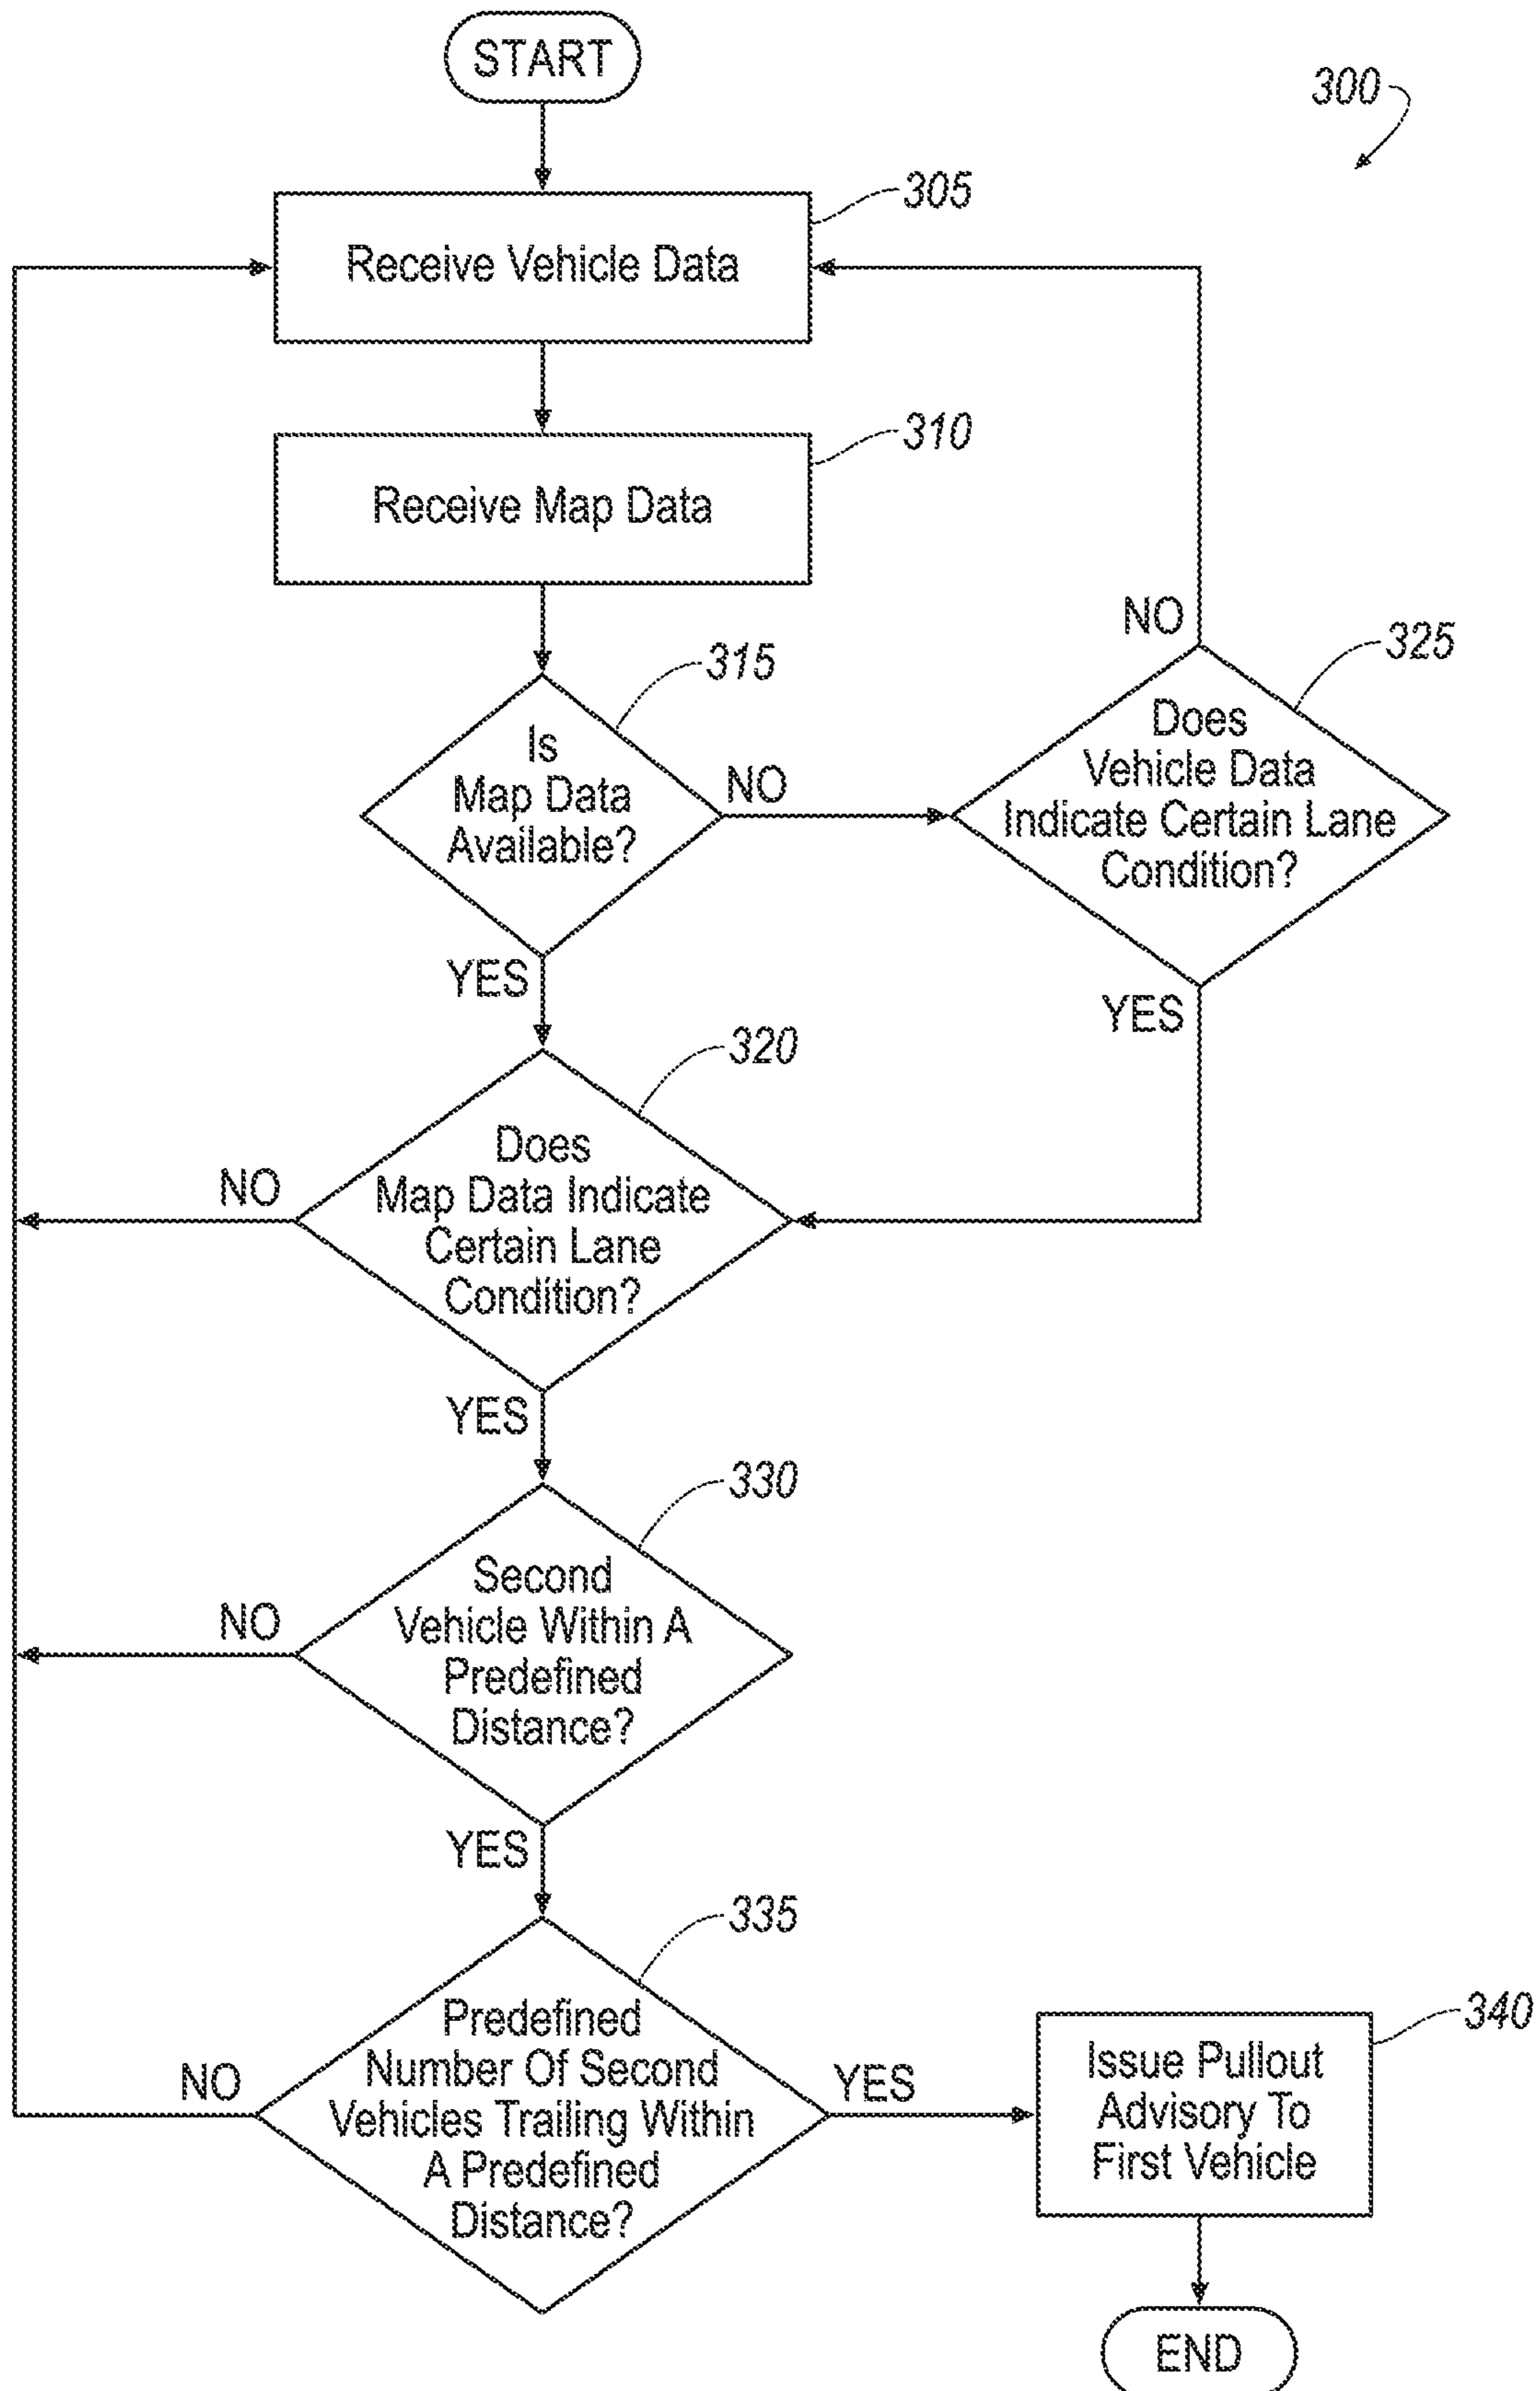 START
300
305
Receive Vehicle Data
310
Receive Map Data
315
Is
Map Data
Available?
NO
YES
NO
325
Does
Vehicle Data
Indicate Certain Lane
Condition?
YES
320
Does
Map Data Indicate
Certain Lane
Condition?
NO
YES
330
Second
Vehicle Within A
Predefined
Distance?
NO
YES
335
Predefined
Number Of Second
Vehicles Trailing Within
A Predefined
Distance?
NO
YES
340
Issue Pullout
Advisory To
First Vehicle
END